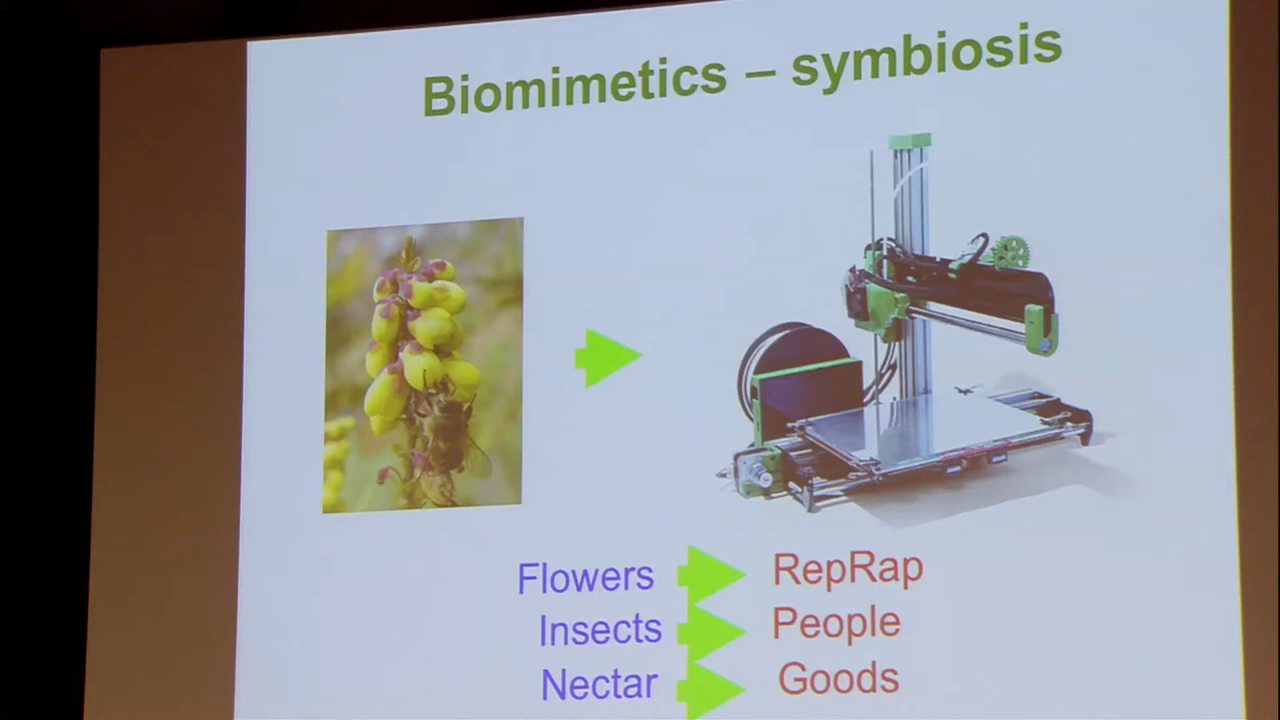 Biomimetics – symbiosis
Flowers RepRap
Insects People
Nectar Goods